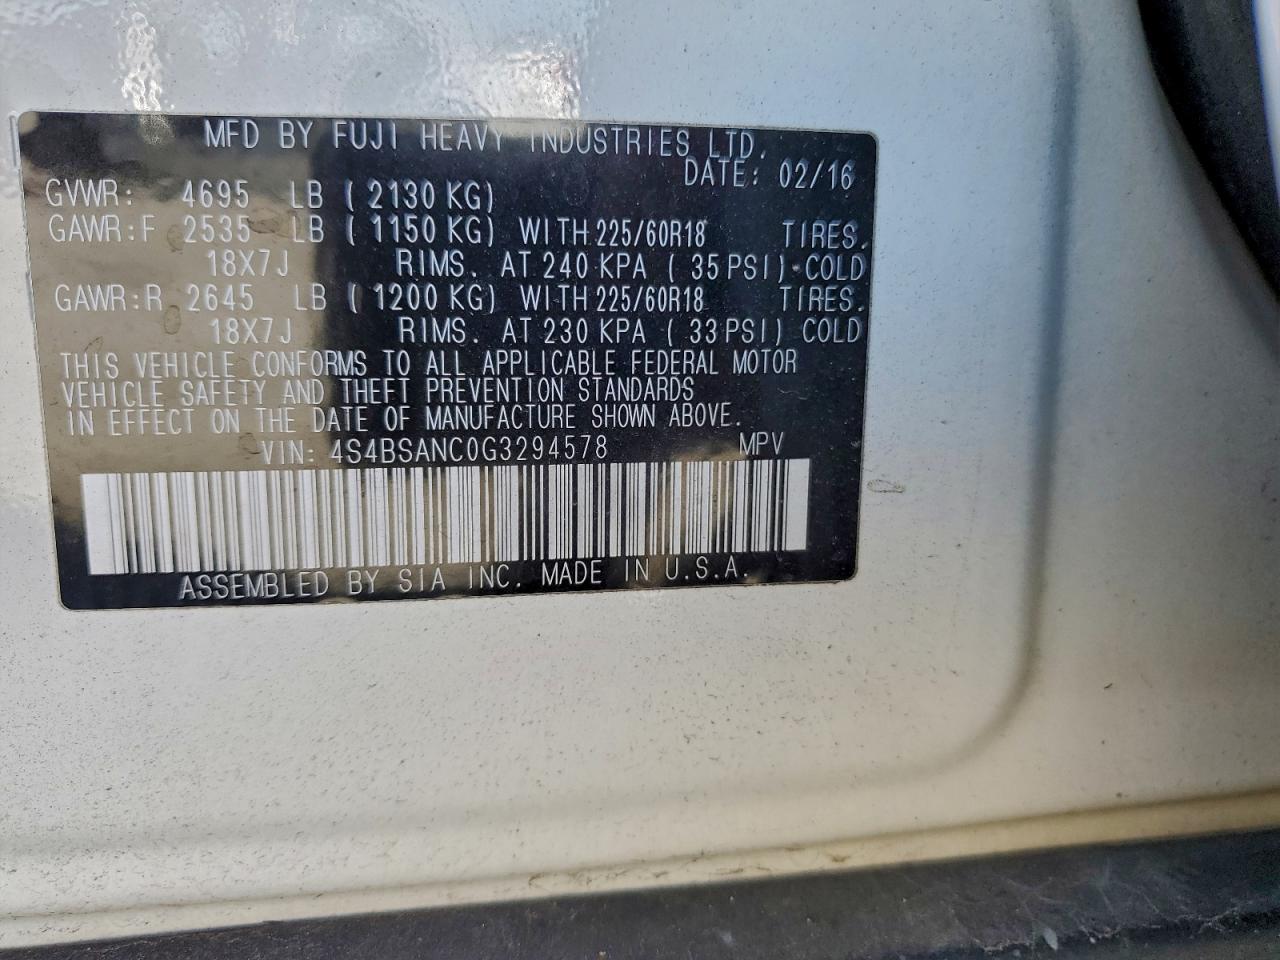 MFD BY FUJI HEAVY INDUSTRIES LTD.
DATE: 02/16
GVWR: 4695 LB ( 2130 KG)
GAWR:F 2535 LB ( 1150 KG) WITH 225/60R18 TIRES.
18X7J RIMS. AT 240 KPA ( 35 PSI) COLD
GAWR:R 2645 LB ( 1200 KG) WITH 225/60R18 TIRES.
18X7J RIMS. AT 230 KPA ( 33 PSI) COLD
THIS VEHICLE CONFORMS TO ALL APPLICABLE FEDERAL MOTOR
VEHICLE SAFETY AND THEFT PREVENTION STANDARDS
IN EFFECT ON THE DATE OF MANUFACTURE SHOWN ABOVE.
VIN: 4S4BSANC0G3294578 MPV
ASSEMBLED BY SIA INC. MADE IN U.S.A.